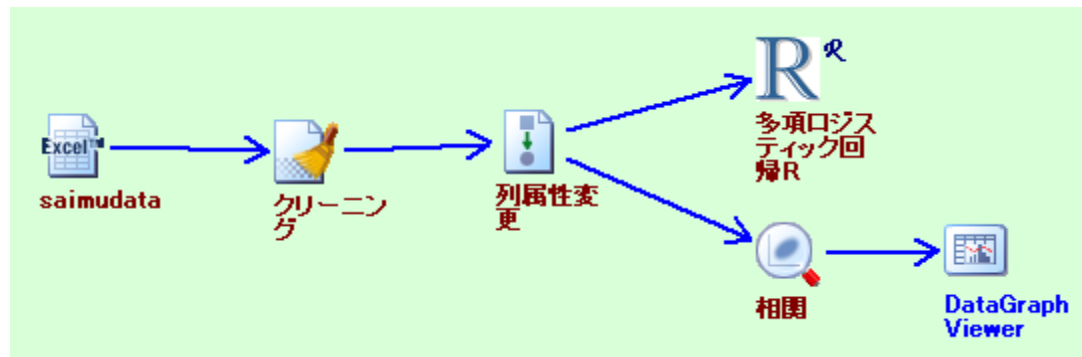 Excel
saimudata
クリーニン
グ
列属性変
更
R R
多項ロジス
ティック回
帰R
相関
DataGraph
Viewer